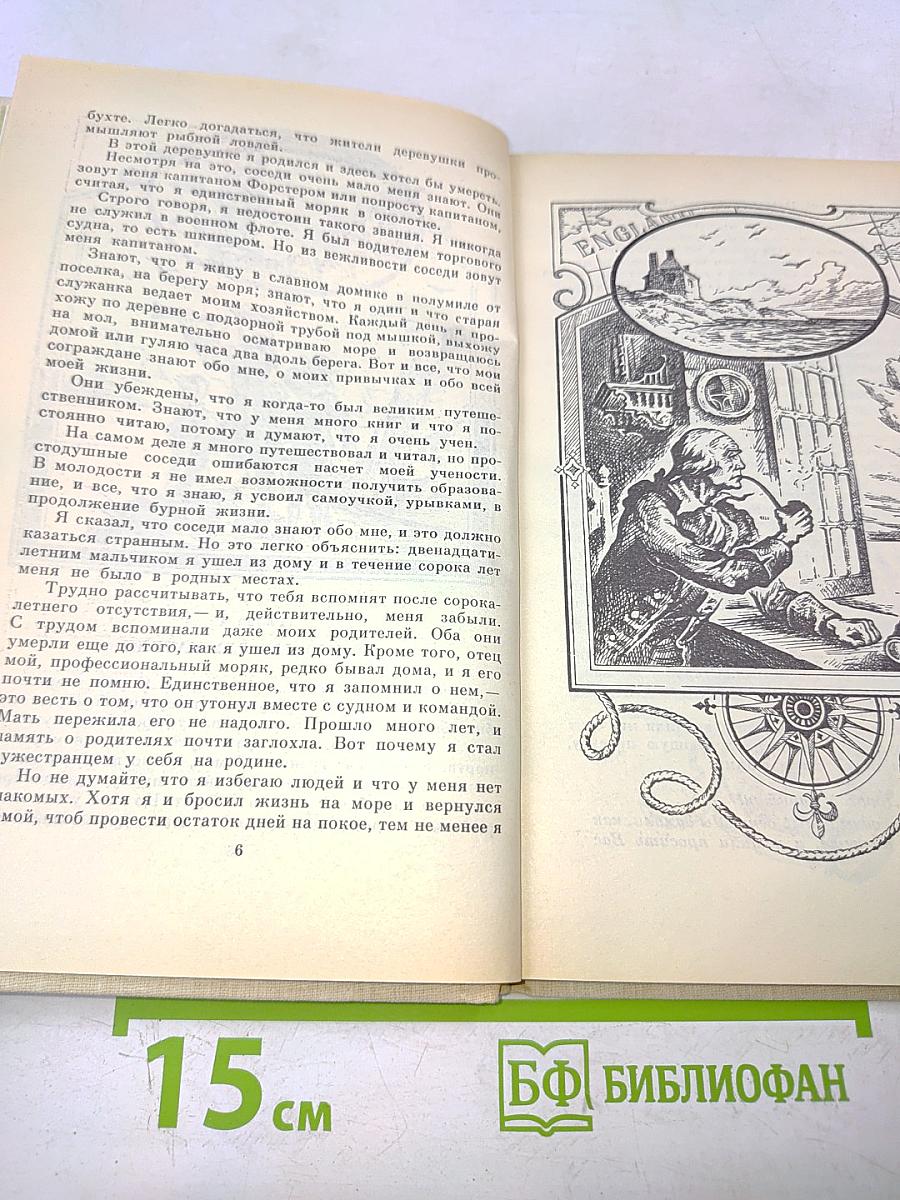 бухте. Легко догадаться, что жители деревушки про-
мышляют рыбной ловлей.
В этой деревушке я родился и здесь хотел бы умереть.
Несмотря на это, соседи очень мало меня знают. Они
зовут меня капитаном Форстером или попросту капитаном,
считая, что я единственный моряк в околотке.
Строго говоря, я недостоин такого звания. Я никогда
не служил в военном флоте. Я был водителем торгового
судна, то есть шкипером. Но из вежливости соседи зовут
меня капитаном.
Знают, что я живу в славном домике в полумиле от
поселка, на берегу моря; знают, что я один и что старая
служанка ведает моим хозяйством. Каждый день я про-
хожу по деревне с подзорной трубой под мышкой, выхожу
на мол, внимательно осматриваю море и возвращаюсь
домой или гуляю часа два вдоль берега. Вот и все, что мои
сограждане знают обо мне, о моих привычках и обо всей
моей жизни.
Они убеждены, что я когда-то был великим путеше-
ственником. Знают, что у меня много книг и что я по-
стоянно читаю, потому и думают, что я очень учен.
На самом деле я много путешествовал и читал, но про-
стодушные соседи ошибаются насчет моей учености.
В молодости я не имел возможности получить образова-
ние, и все, что я знаю, я усвоил самоучкой, урывками, в
продолжение бурной жизни.
Я сказал, что соседи мало знают обо мне, и это должно
казаться странным. Но это легко объяснить: двенадцати-
летним мальчиком я ушел из дому и в течение сорока лет
меня не было в родных местах.
Трудно рассчитывать, что тебя вспомнят после сорока-
летнего отсутствия,— и, действительно, меня забыли.
С трудом вспоминали даже моих родителей. Оба они
умерли еще до того, как я ушел из дому. Кроме того, отец
мой, профессиональный моряк, редко бывал дома, и я его
почти не помню. Единственное, что я запомнил о нем,—
это весть о том, что он утонул вместе с судном и командой.
Мать пережила его не надолго. Прошло много лет, и
память о родителях почти заглохла. Вот почему я стал
ужестранцем у себя на родине.
Но не думайте, что я избегаю людей и что у меня нет
накомых. Хотя я и бросил жизнь на море и вернулся
мой, чтоб провести остаток дней на покое, тем не менее я
6
ENGLAND
15 см
БФ БИБЛИОФАН